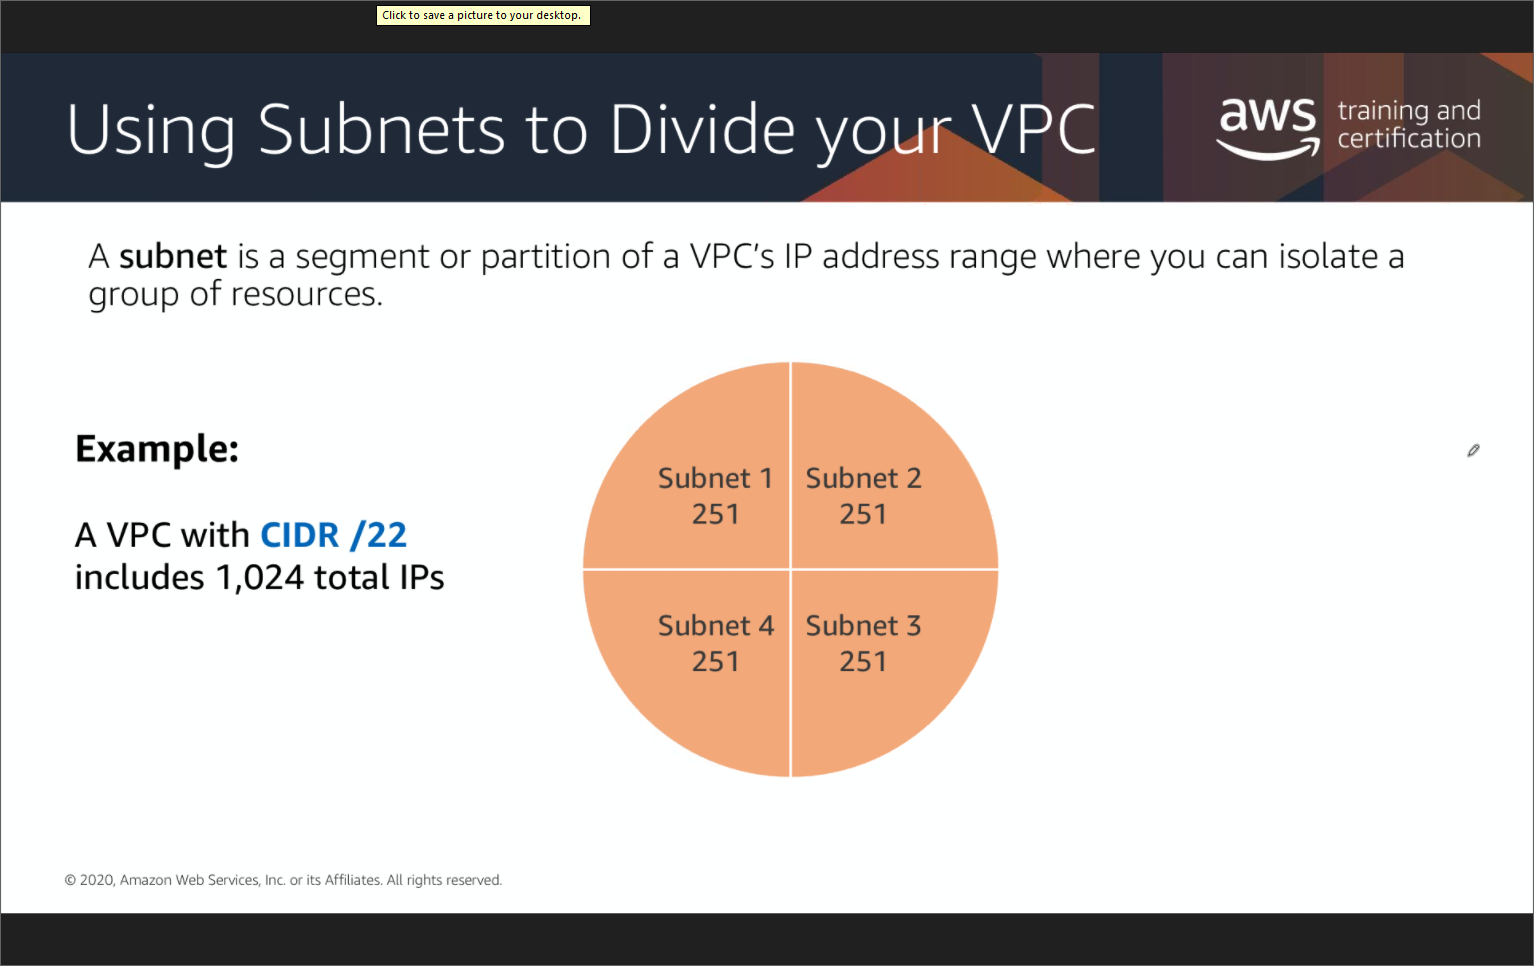 Click to save a picture to your desktop.
Using Subnets to Divide your VPC
aws
training and
certification
A subnet is a segment or partition of a VPC’s IP address range where you can isolate a
group of resources.
Example:
A VPC with CIDR /22
includes 1,024 total IPs
Subnet 1
251
Subnet 2
251
Subnet 4
251
Subnet 3
251
© 2020, Amazon Web Services, Inc. or its Affiliates. All rights reserved.